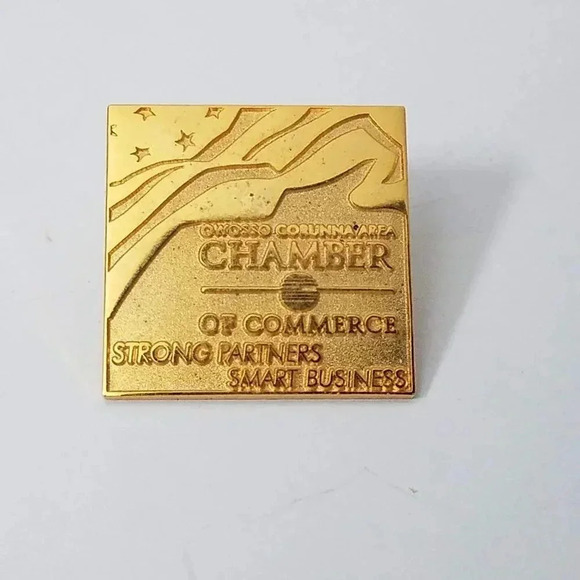 OWOSSO CORUNNA AREA
CHAMBER
OF COMMERCE
STRONG PARTNERS
SMART BUSINESS